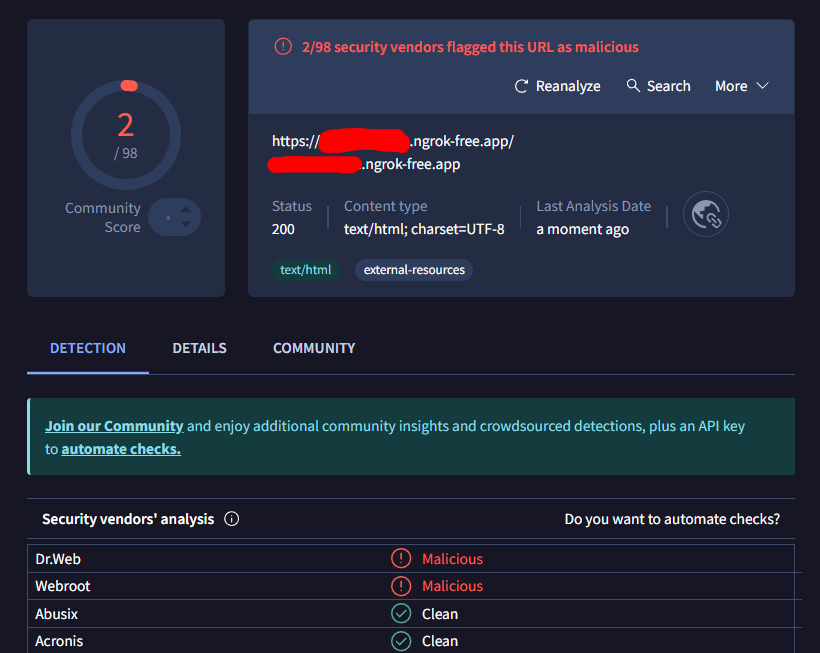 2/98 security vendors flagged this URL as malicious
Reanalyze Search More
2
/ 98
Community
Score
https:// .ngrok-free.app/
.ngrok-free.app
Status Content type Last Analysis Date
200 text/html; charset=UTF-8 a moment ago
text/html external-resources
DETECTION DETAILS COMMUNITY
Join our Community and enjoy additional community insights and crowdsourced detections, plus an API key
to automate checks.
Security vendors' analysis Do you want to automate checks?
Dr.Web Malicious
Webroot Malicious
Abusix Clean
Acronis Clean